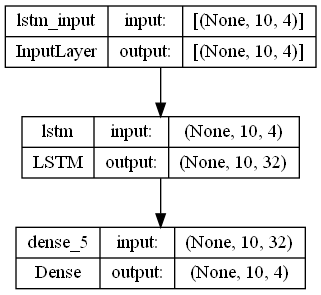 lstm_input input: [(None, 10, 4)]
InputLayer output: [(None, 10, 4)]
lstm input: (None, 10, 4)
LSTM output: (None, 10, 32)
dense_5 input: (None, 10, 32)
Dense output: (None, 10, 4)